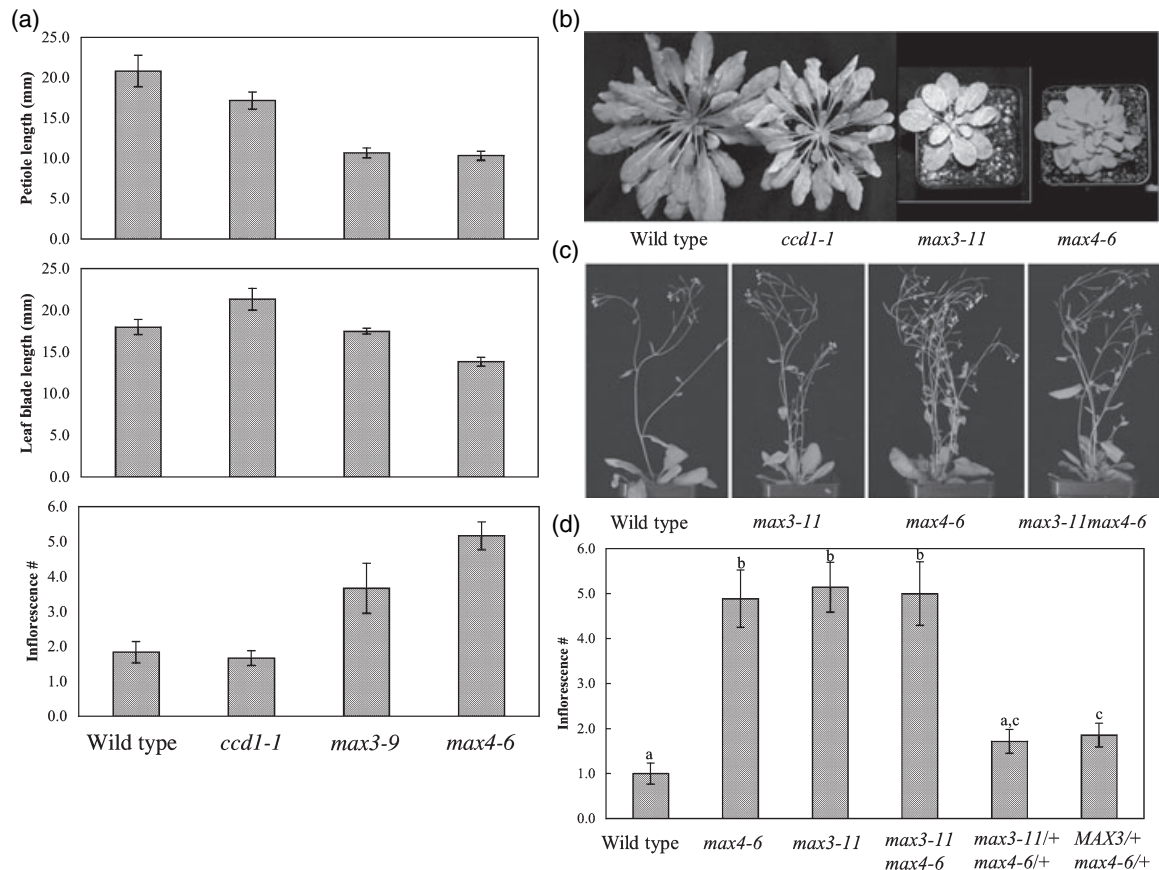 (a)
25.0
20.0
15.0
10.0
5.0
0.0
Petiole length (mm)
25.0
20.0
15.0
10.0
5.0
0.0
Leaf blade length (mm)
6.0
5.0
4.0
3.0
2.0
1.0
0.0
Inflorescence #
Wild type ccd1-1 max3-9 max4-6
(b)
Wild type ccd1-1 max3-11 max4-6
(c)
Wild type max3-11 max4-6 max3-11max4-6
(d)
6.0
5.0
4.0
3.0
2.0
1.0
0.0
Inflorescence #
a b b b a,c c
Wild type max4-6 max3-11 max3-11 max3-11/+ MAX3/+
max4-6 max4-6/+ max4-6/+